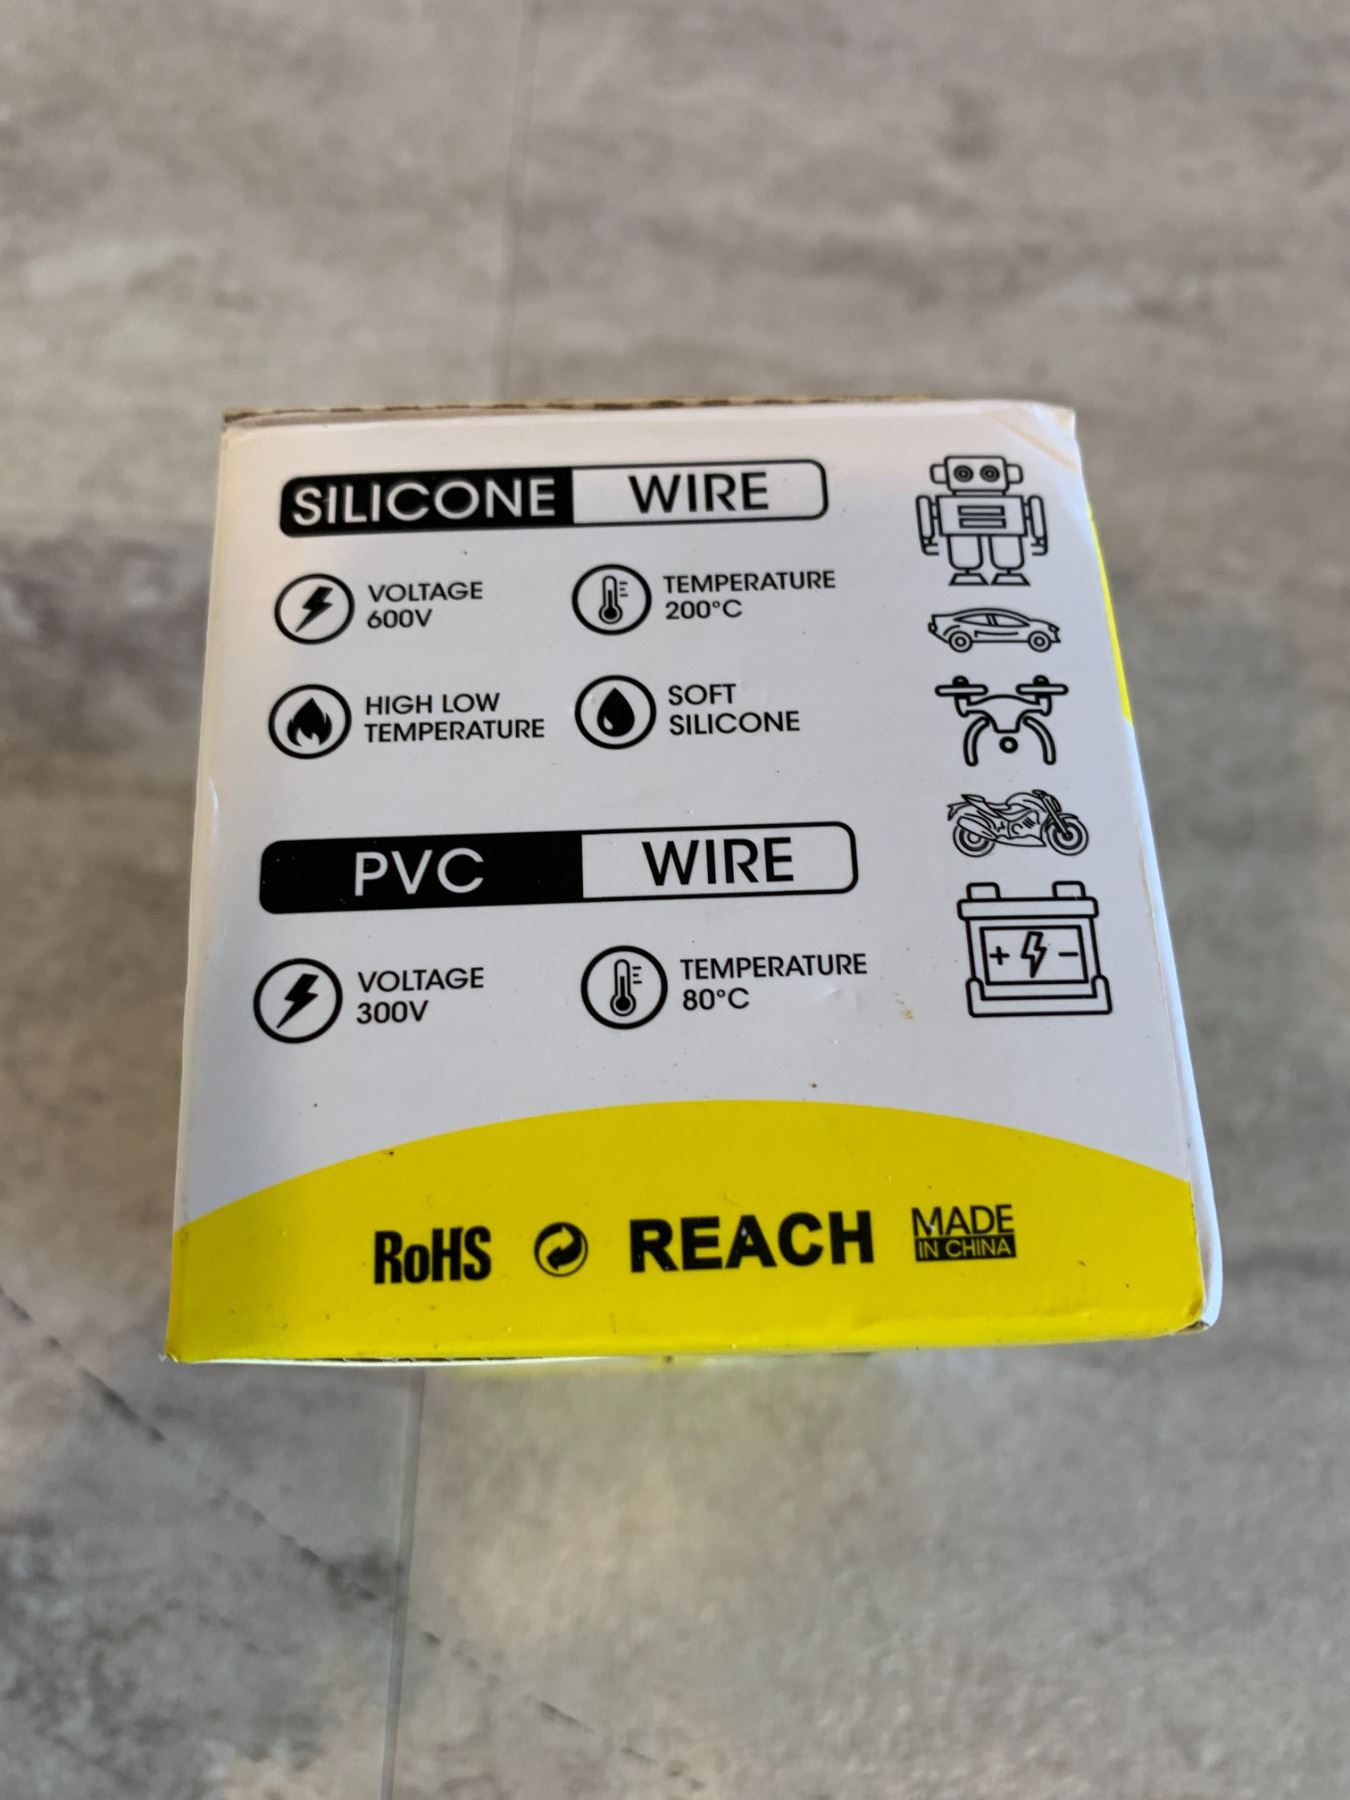 SILICONE WIRE
VOLTAGE
600V
TEMPERATURE
200°C
HIGH LOW
TEMPERATURE
SOFT
SILICONE
PVC WIRE
VOLTAGE
300V
TEMPERATURE
80°C
+ -
RoHS
REACH
MADE
IN CHINA